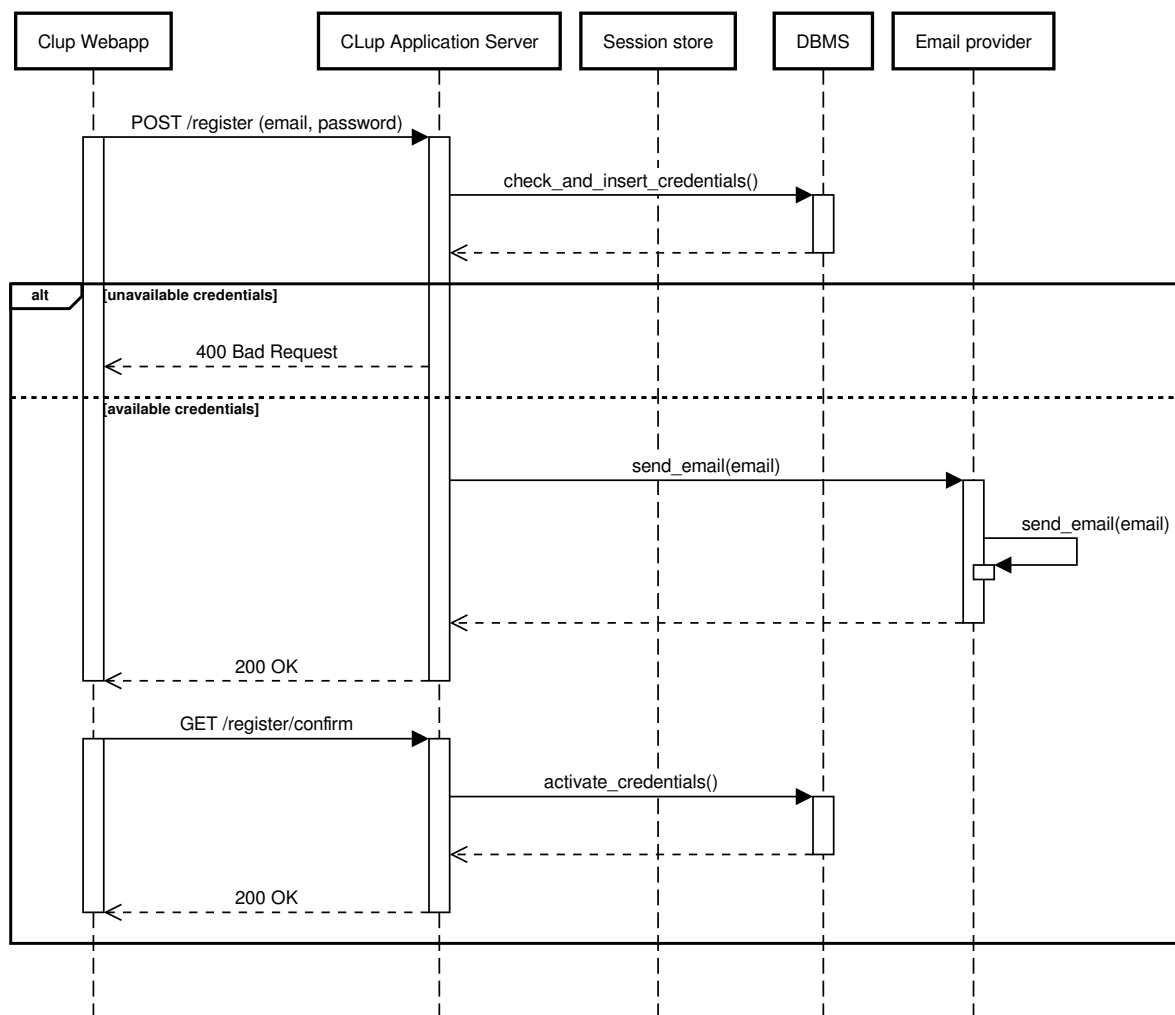 Clup Webapp
CLup Application Server
Session store
DBMS
Email provider
POST /register (email, password)
check_and_insert_credentials()
alt
[unavailable credentials]
400 Bad Request
[available credentials]
send_email(email)
send_email(email)
200 OK
GET /register/confirm
activate_credentials()
200 OK